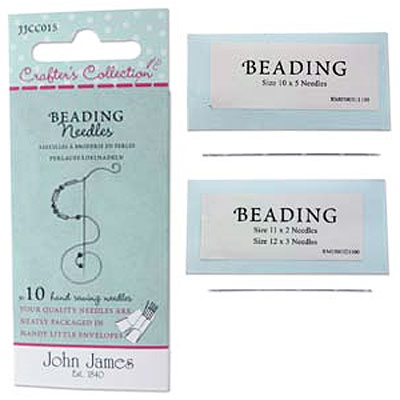 JJCC015
Crafter's Collection
BEADING
Needles
AIGUILLES À BRODERIE DE PERLES
PERLAUFFÄDELNADELN
x 10 hand sewing needles
YOUR QUALITY NEEDLES ARE
NEATLY PACKAGED IN
HANDY LITTLE ENVELOPES
John James
Est. 1840
BEADING
Size 10 x 5 Needles
BEADING
Size 11 x 2 Needles
Size 12 x 3 Needles